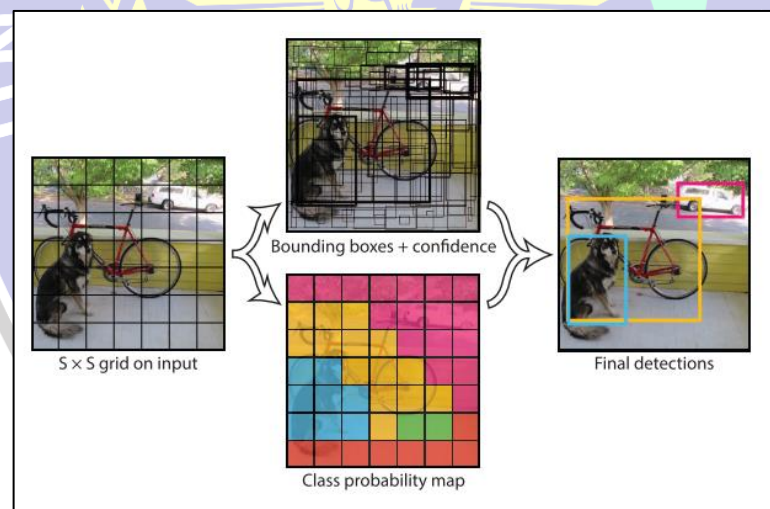 Bounding boxes + confidence
S × S grid on input
Final detections
Class probability map